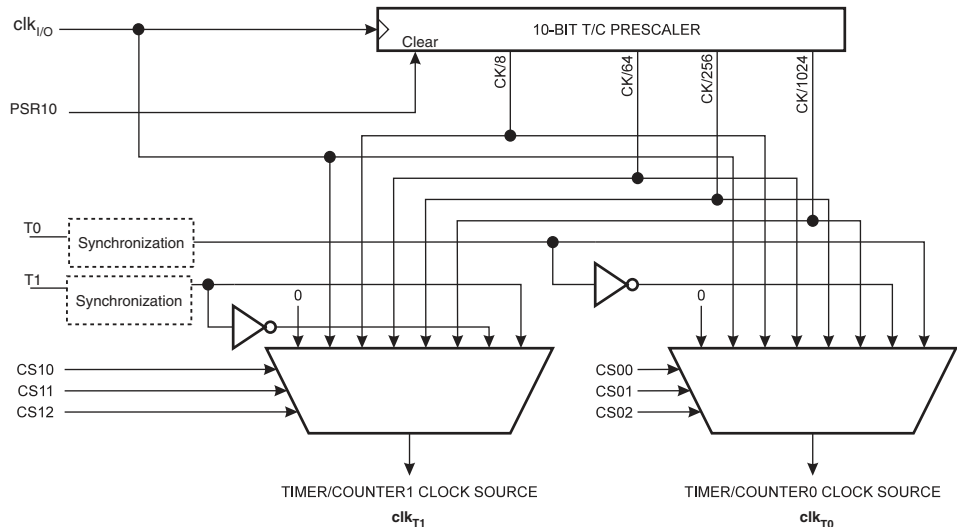 clkI/O
10-BIT T/C PRESCALER
Clear
CK/8
CK/64
CK/256
CK/1024
PSR10
T0
Synchronization
T1
Synchronization
0
0
CS10
CS11
CS12
CS00
CS01
CS02
TIMER/COUNTER1 CLOCK SOURCE
clkT1
TIMER/COUNTER0 CLOCK SOURCE
clkT0